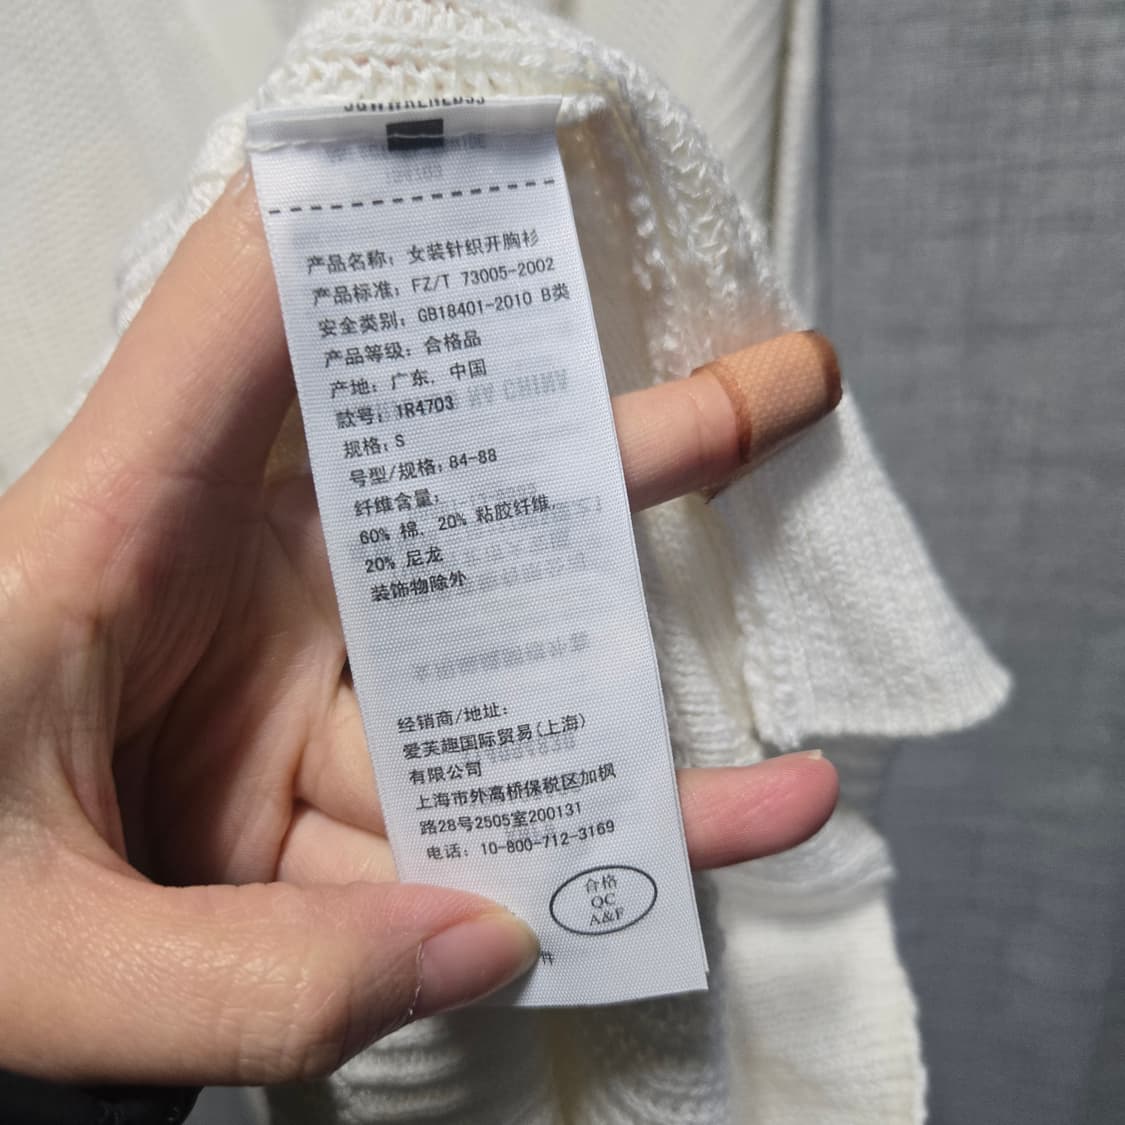 产品名称: 女装针织开胸衫
产品标准: FZ/T 73005-2002
安全类别: GB18401-2010 B类
产品等级: 合格品
产地: 广东, 中国
款号: 1R4703
规格: S
号型/规格: 84-88
纤维含量:
60% 棉, 20% 粘胶纤维,
20% 尼龙
装饰物除外
经销商/地址:
爱芙趣国际贸易(上海)
有限公司
上海市外高桥保税区加枫
路28号2505室200131
电话: 10-800-712-3169
合格
QC
A&F
件